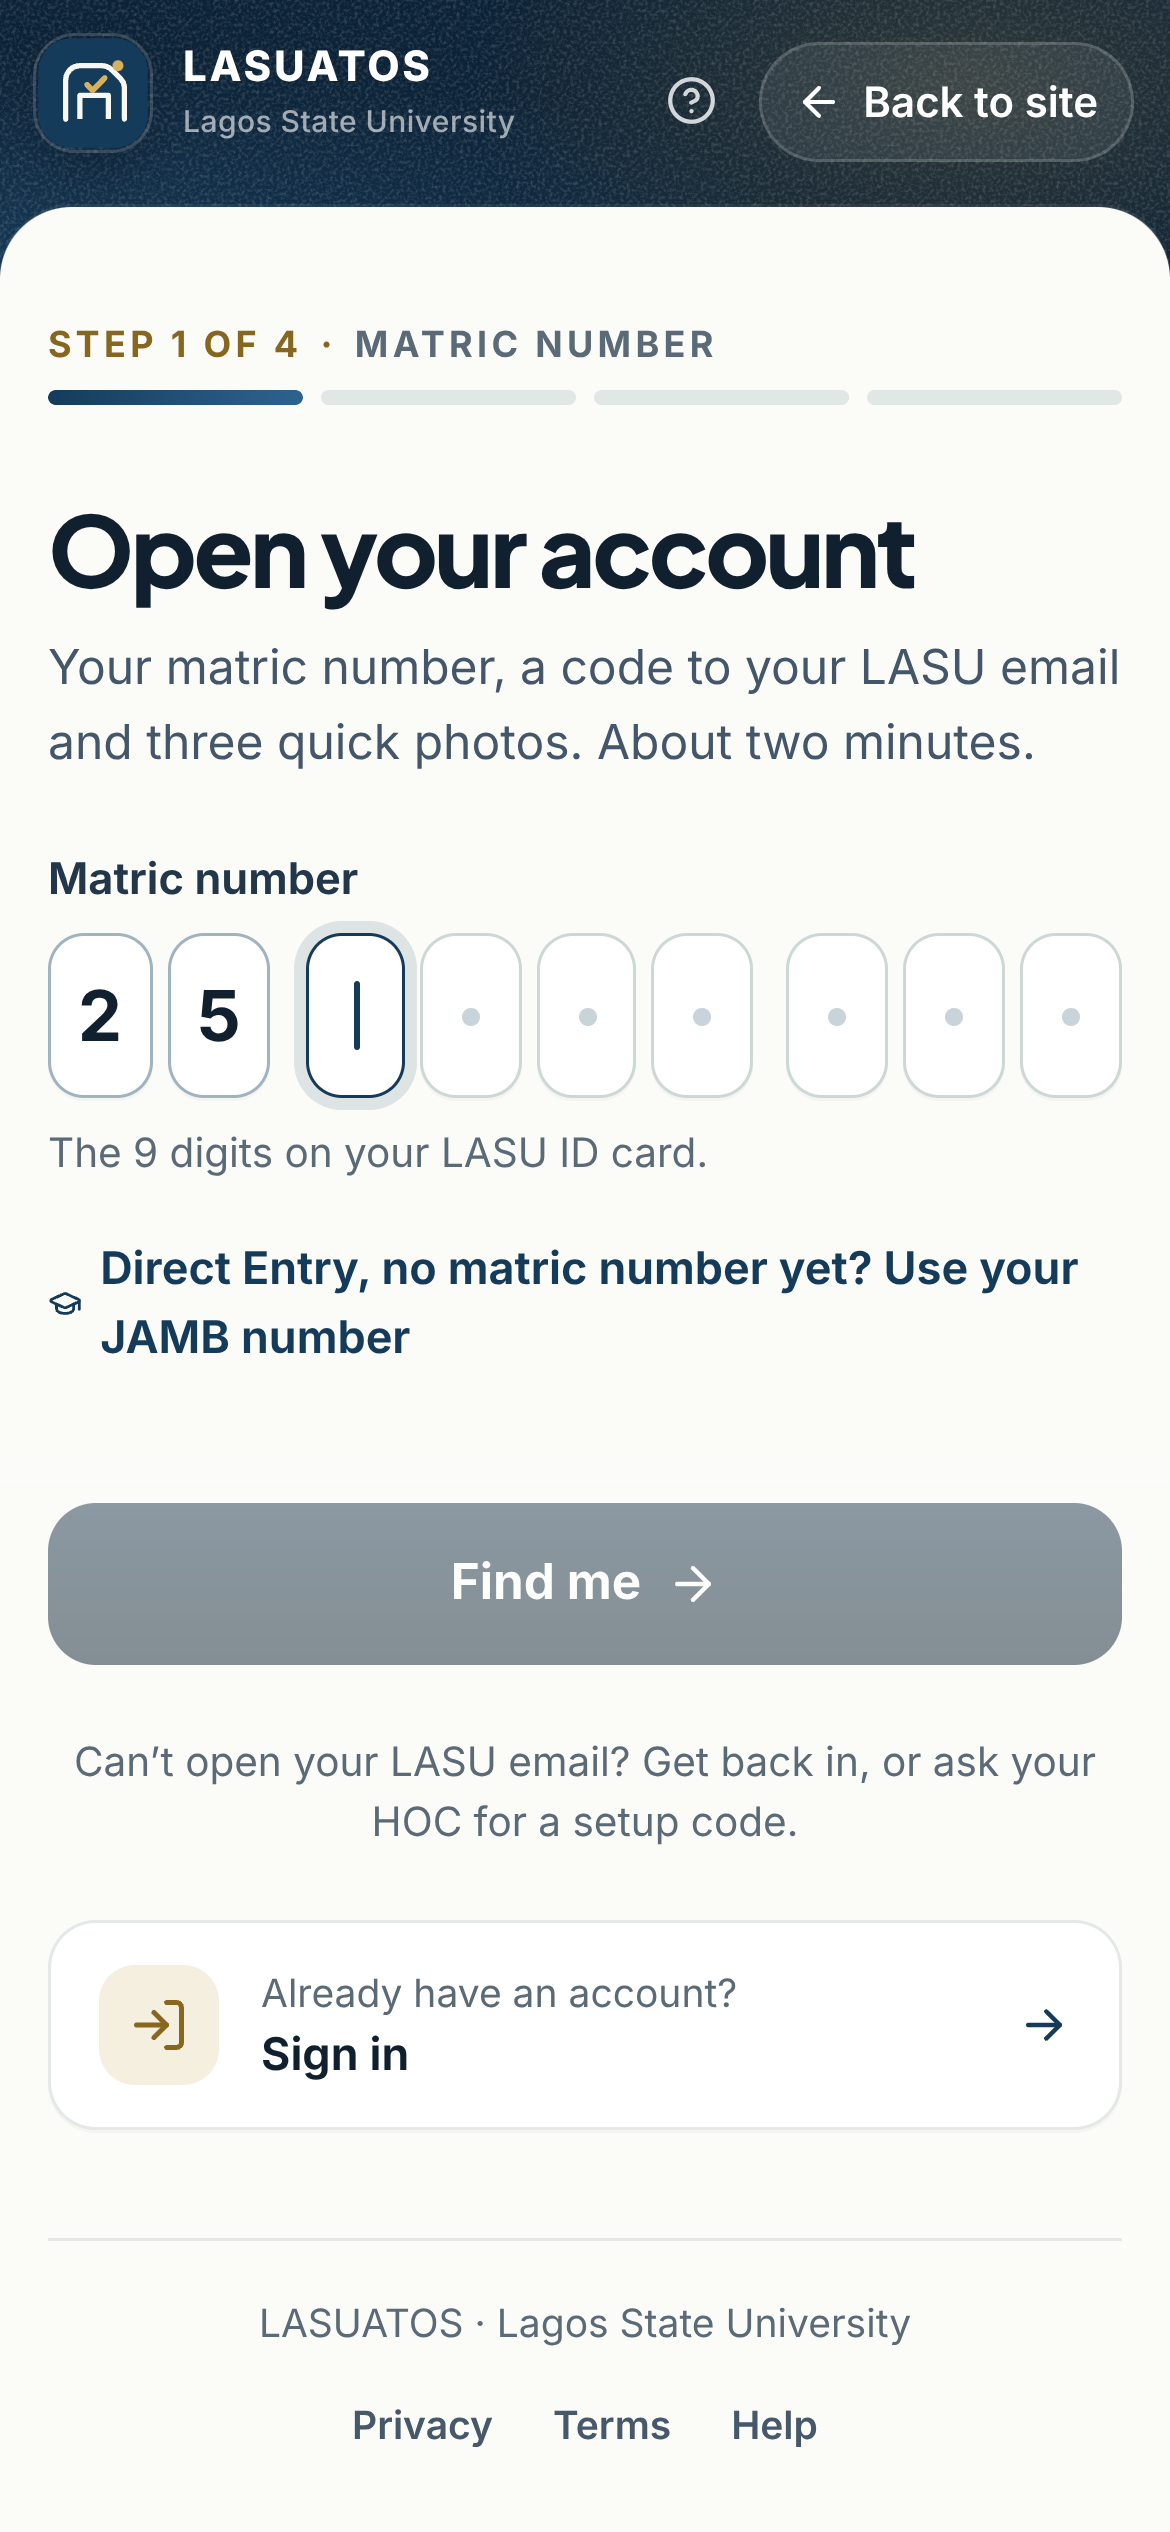 LASUATOS
Lagos State University
Back to site
STEP 1 OF 4 · MATRIC NUMBER
Open your account
Your matric number, a code to your LASU email
and three quick photos. About two minutes.
Matric number
2 5
The 9 digits on your LASU ID card.
Direct Entry, no matric number yet? Use your
JAMB number
Find me
Can’t open your LASU email? Get back in, or ask your
HOC for a setup code.
Already have an account?
Sign in
LASUATOS · Lagos State University
Privacy Terms Help